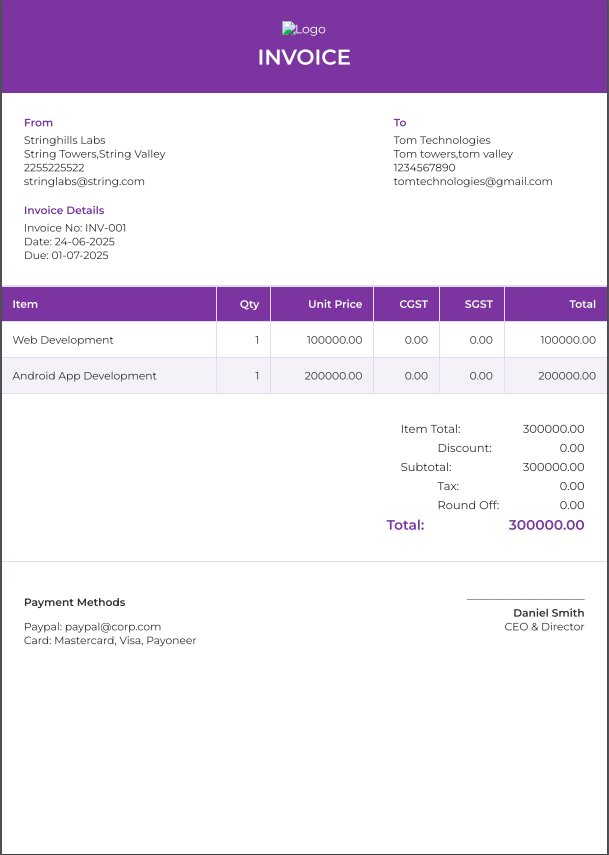 Logo
INVOICE
From
Stringhills Labs
String Towers,String Valley
2255225522
stringlabs@string.com
To
Tom Technologies
Tom towers,tom valley
1234567890
tomtechnologies@gmail.com
Invoice Details
Invoice No: INV-001
Date: 24-06-2025
Due: 01-07-2025
Item Qty Unit Price CGST SGST Total
Web Development 1 100000.00 0.00 0.00 100000.00
Android App Development 1 200000.00 0.00 0.00 200000.00
Item Total: 300000.00
Discount: 0.00
Subtotal: 300000.00
Tax: 0.00
Round Off: 0.00
Total: 300000.00
Payment Methods
Paypal: paypal@corp.com
Card: Mastercard, Visa, Payoneer
Daniel Smith
CEO & Director